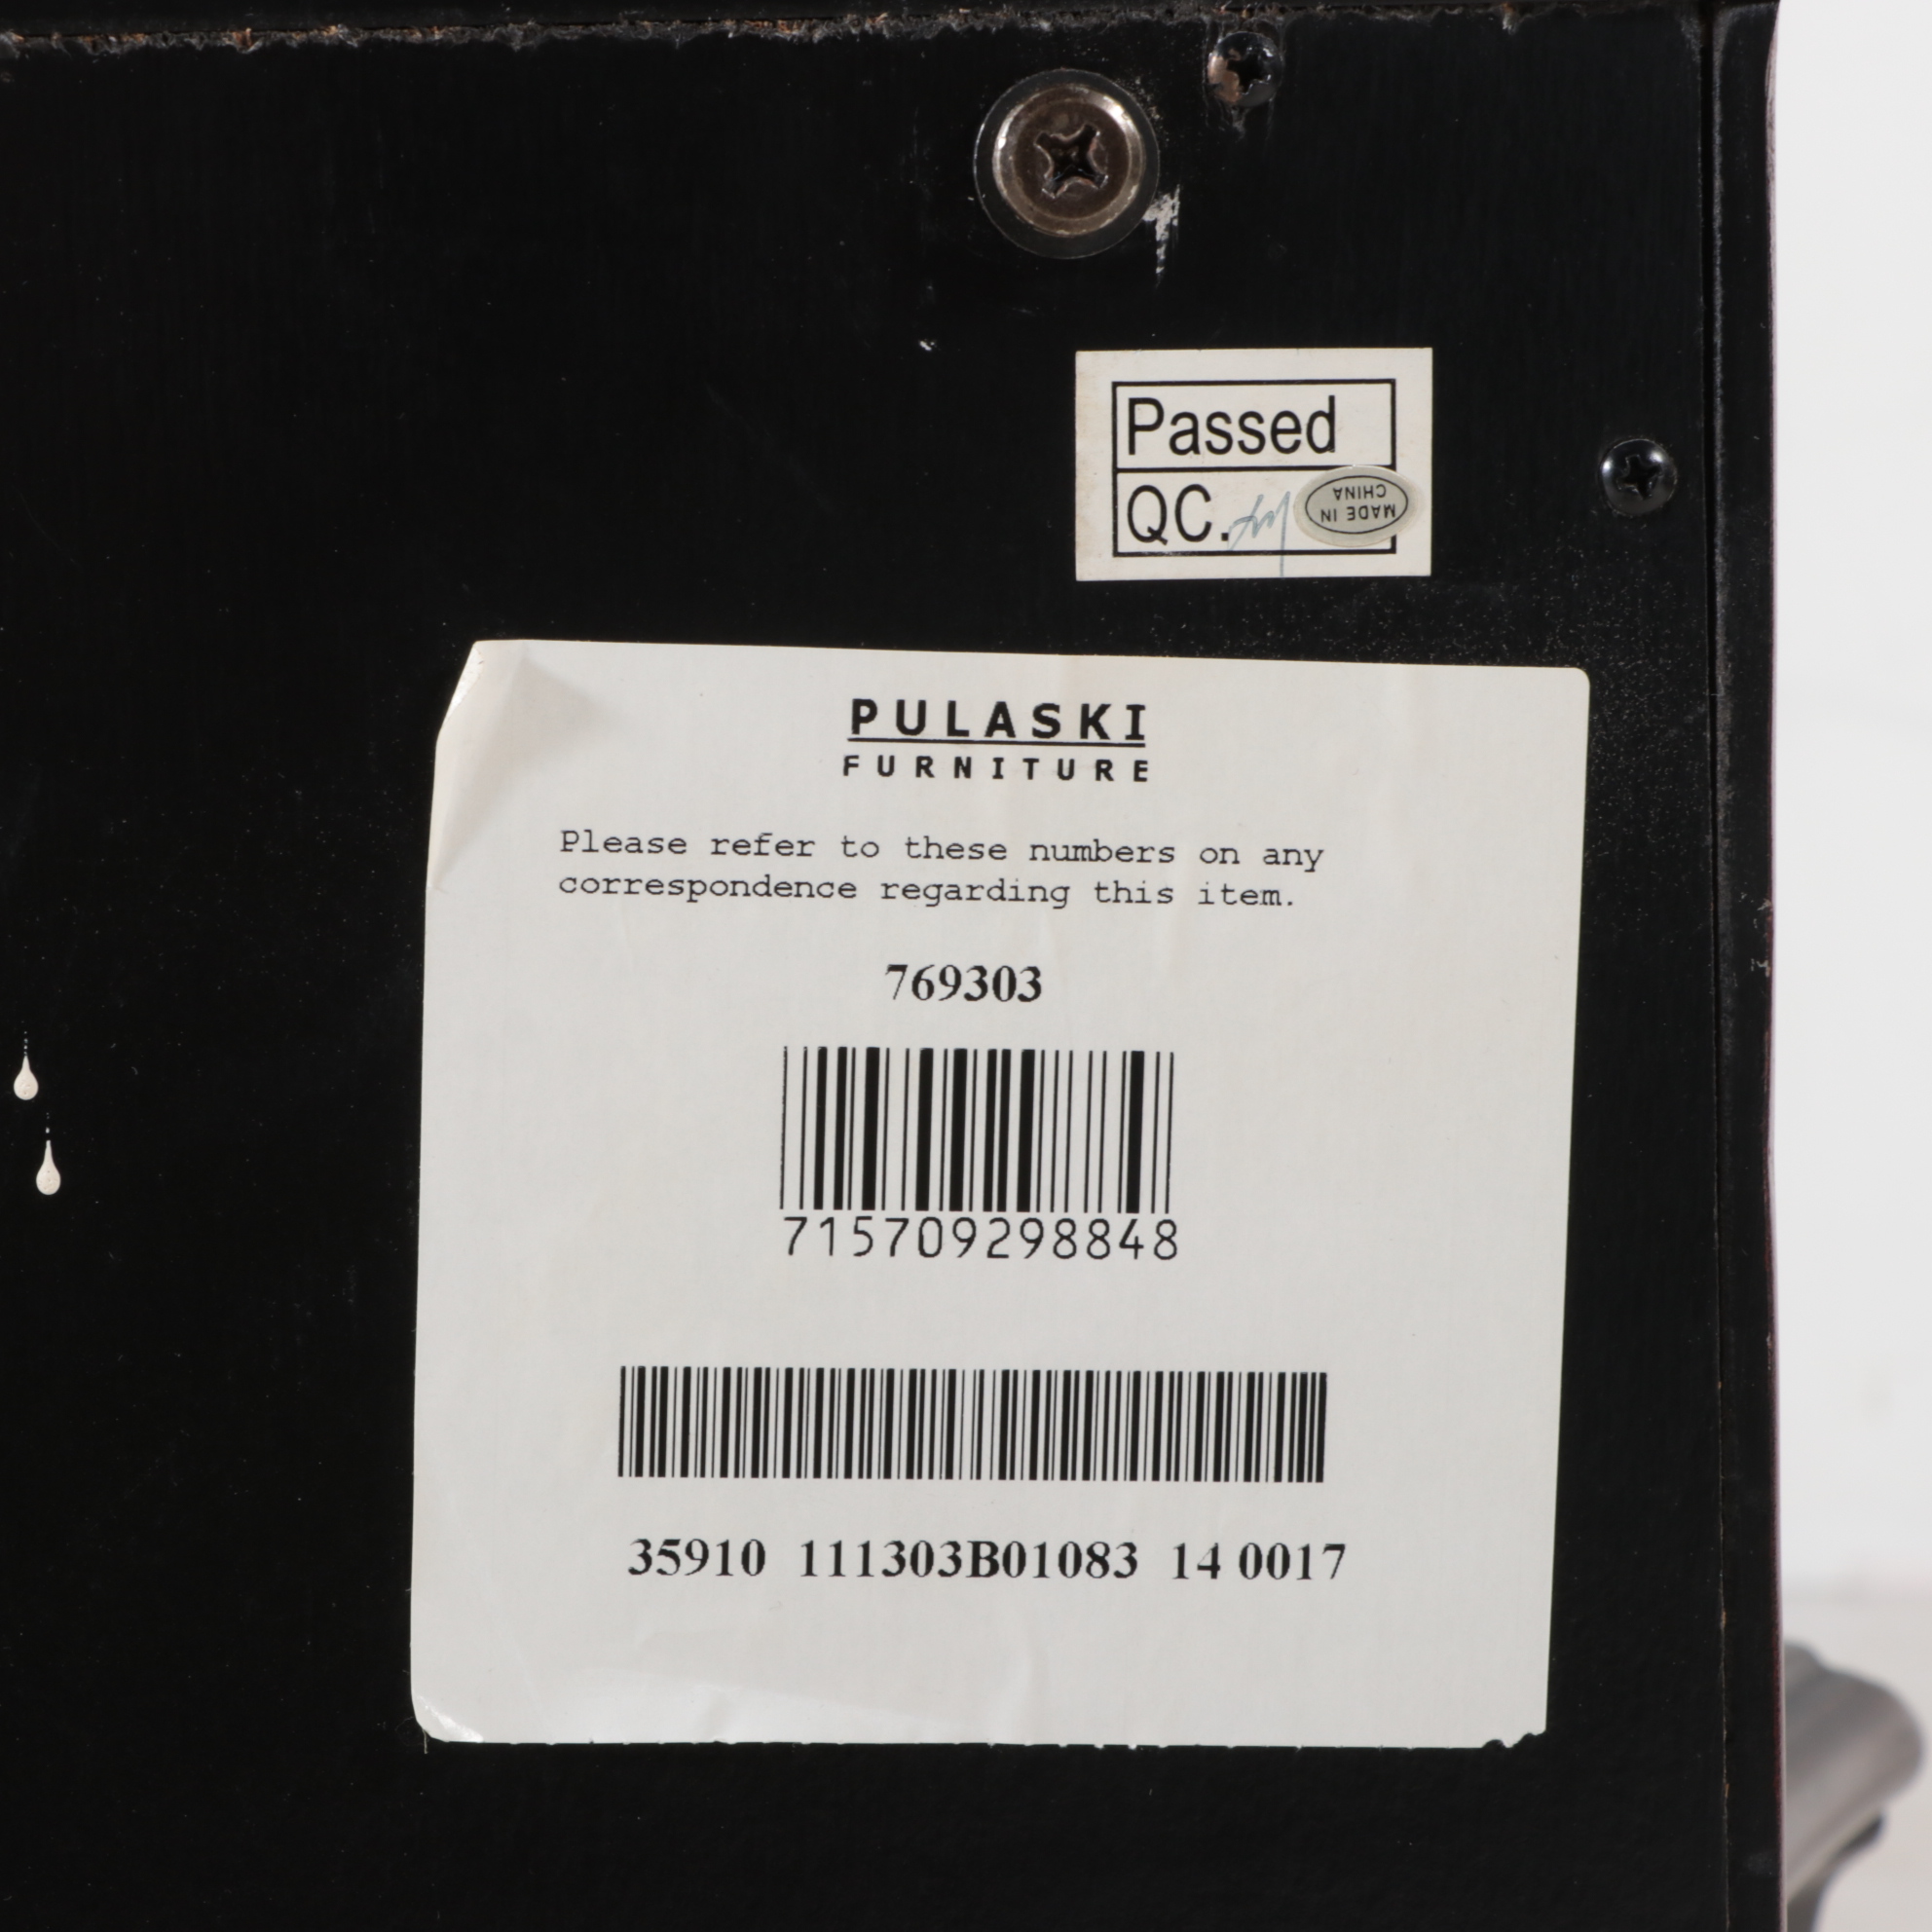 Passed
QC.
MADE IN
CHINA
PULASKI
FURNITURE
Please refer to these numbers on any
correspondence regarding this item.
769303
715709298848
35910 111303B01083 14 0017